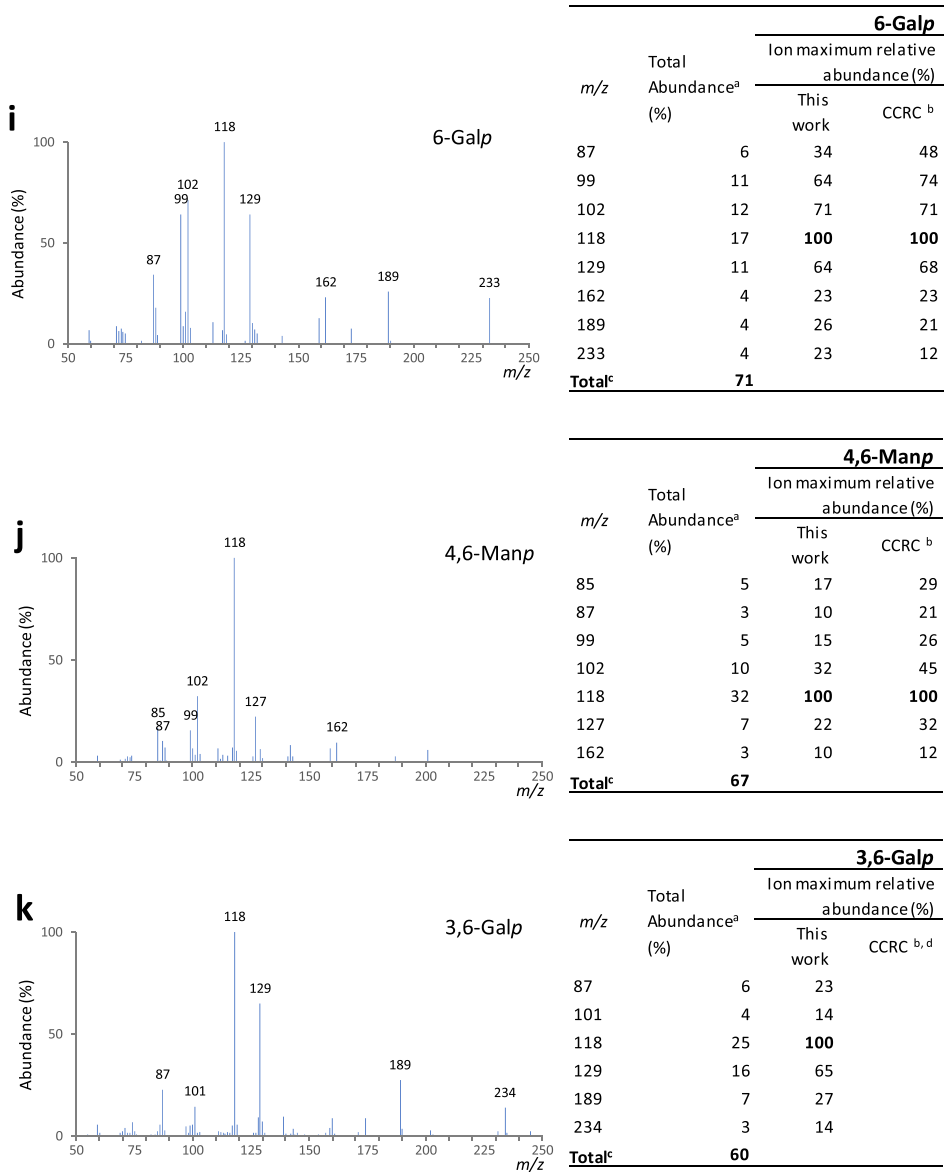 i
6-Galp
Abundance (%)
100
50
0
118
102
99
129
87
162
189
233
50 75 100 125 150 175 200 225 250
m/z
6-Galp
m/z Total Abundanceª (%) Ion maximum relative abundance (%)
This work CCRC ᵇ
87 6 34 48
99 11 64 74
102 12 71 71
118 17 100 100
129 11 64 68
162 4 23 23
189 4 26 21
233 4 23 12
Totalᶜ 71
j
4,6-Manp
Abundance (%)
100
50
0
118
102
127
85
87
99
162
50 75 100 125 150 175 200 225 250
m/z
4,6-Manp
m/z Total Abundanceª (%) Ion maximum relative abundance (%)
This work CCRC ᵇ
85 5 17 29
87 3 10 21
99 5 15 26
102 10 32 45
118 32 100 100
127 7 22 32
162 3 10 12
Totalᶜ 67
k
3,6-Galp
Abundance (%)
100
50
0
118
129
87
101
189
234
50 75 100 125 150 175 200 225 250
m/z
3,6-Galp
m/z Total Abundanceª (%) Ion maximum relative abundance (%)
This work CCRC ᵇ, ᵈ
87 6 23
101 4 14
118 25 100
129 16 65
189 7 27
234 3 14
Totalᶜ 60